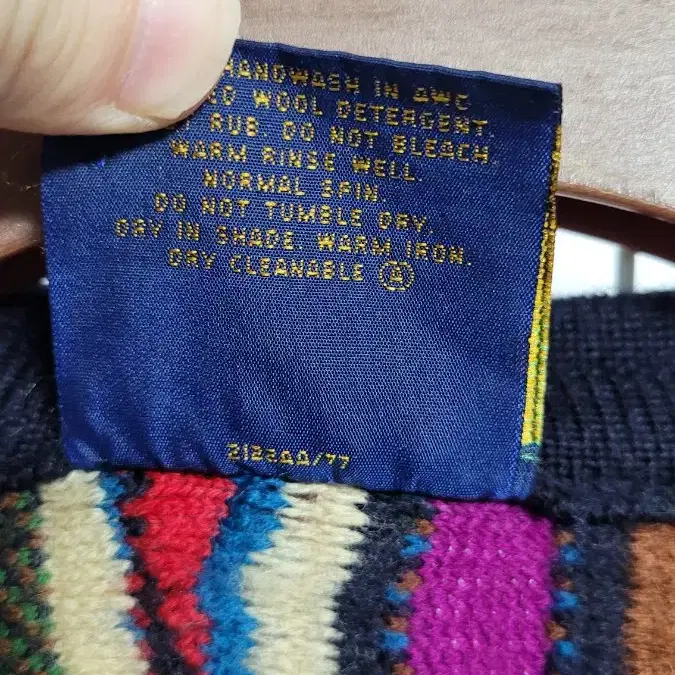 HANDWASH IN AWC
WOOL DETERGENT.
RUB. DO NOT BLEACH
WARM RINSE WELL.
NORMAL SPIN.
DO NOT TUMBLE DRY.
DRY IN SHADE. WARM IRON.
DRY CLEANABLE Ⓐ